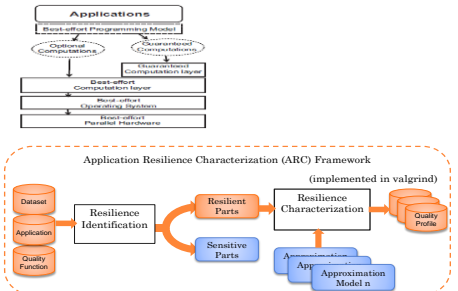 Applications
Best-effort Programming Model
Optional
Computations
Guaranteed
Computations
Guaranteed
Computation layer
Best-effort
Computation layer
Best-effort
Operating System
Best-effort
Parallel Hardware
Application Resilience Characterization (ARC) Framework
(implemented in valgrind)
Dataset
Application
Quality
Function
Resilience
Identification
Resilient
Parts
Sensitive
Parts
Resilience
Characterization
Quality
Profile
Approximation
Model n